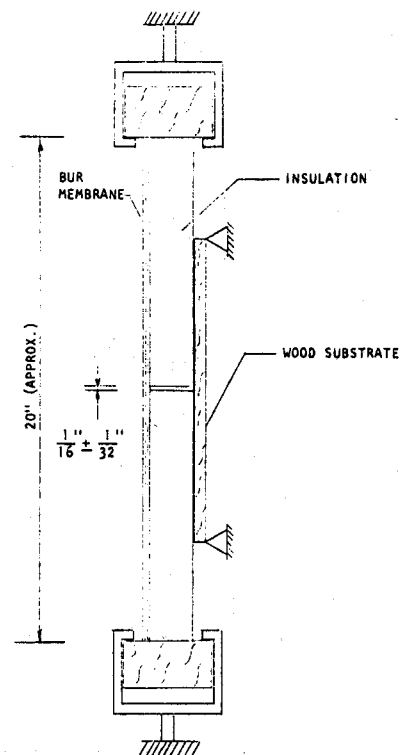 BUR
MEMBRANE
INSULATION
WOOD SUBSTRATE
20" (APPROX.)
1/16" ± 1/32"